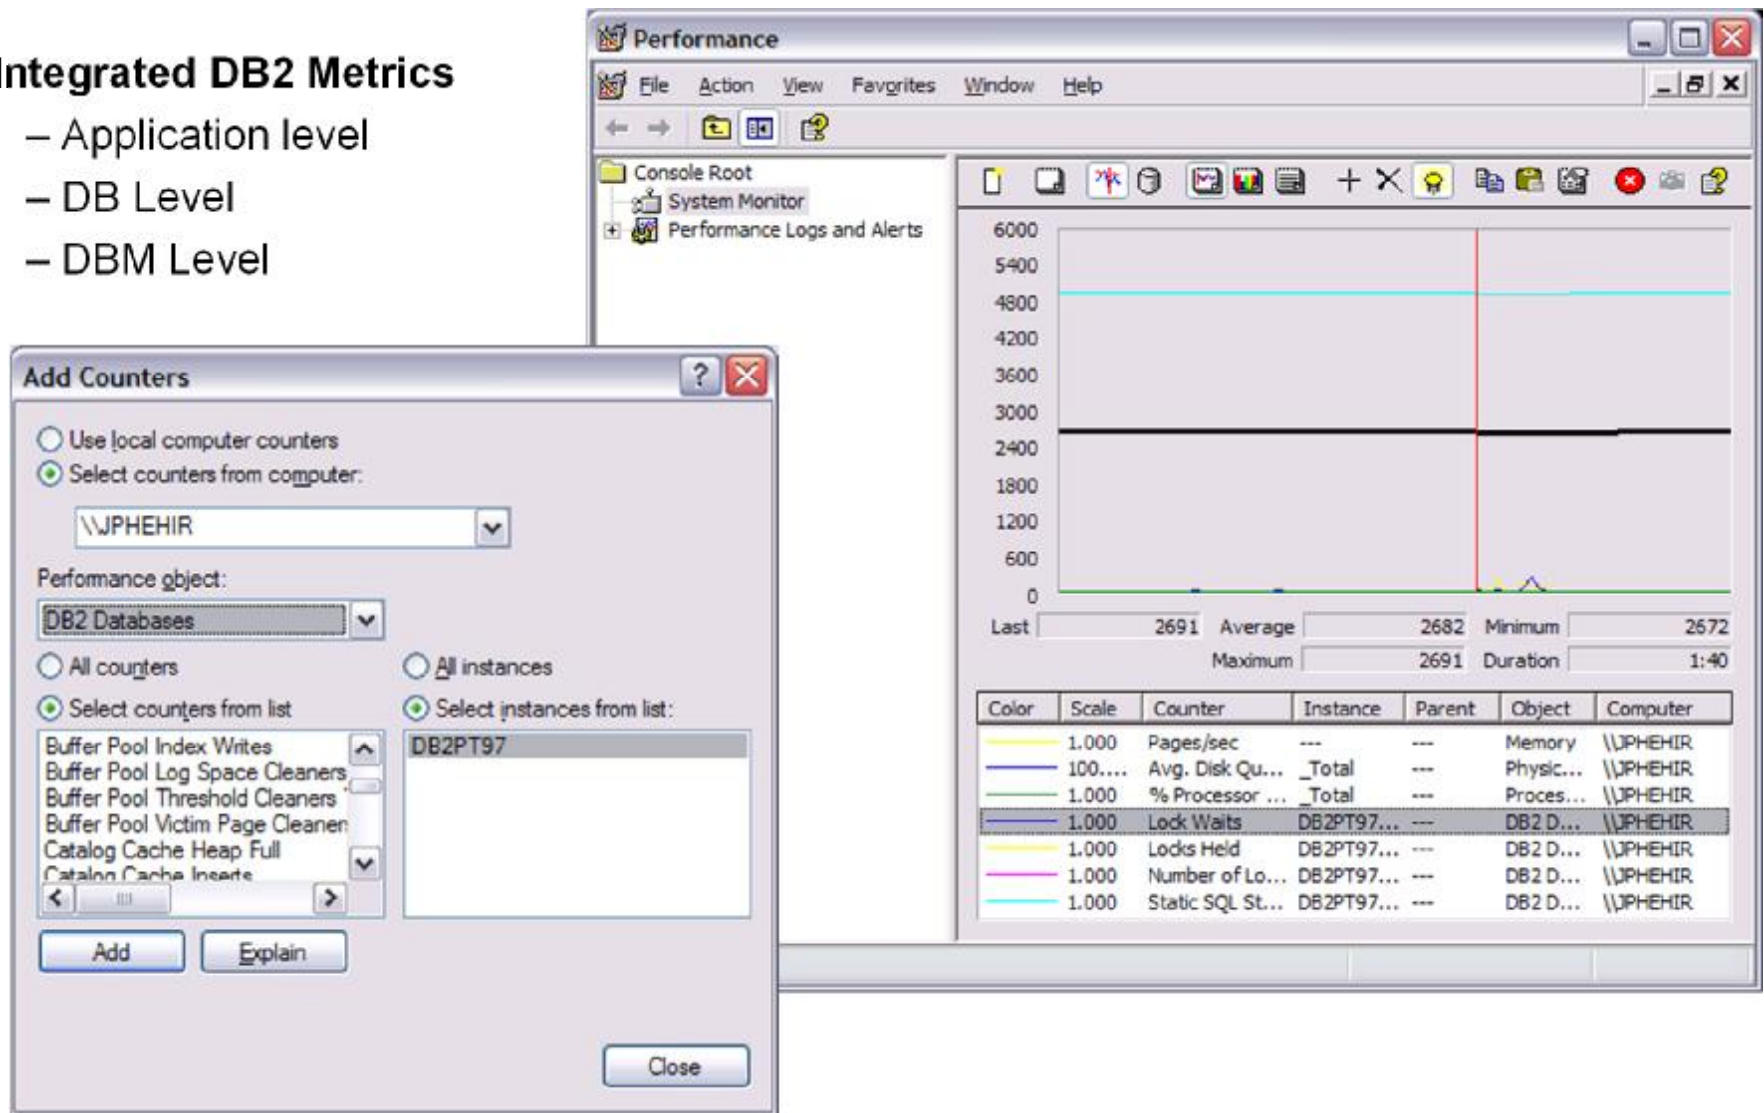 Integrated DB2 Metrics
– Application level
– DB Level
– DBM Level
Performance
File Action View Favorites Window Help
Console Root
System Monitor
Performance Logs and Alerts
6000
5400
4800
4200
3600
3000
2400
1800
1200
600
0
Last 2691 Average 2682 Minimum 2672
Maximum 2691 Duration 1:40
Color Scale Counter Instance Parent Object Computer
1.000 Pages/sec --- --- Memory \\JPHEHIR
100.... Avg. Disk Qu... _Total --- Physic... \\JPHEHIR
1.000 % Processor ... _Total --- Proces... \\JPHEHIR
1.000 Lock Waits DB2PT97... --- DB2 D... \\JPHEHIR
1.000 Locks Held DB2PT97... --- DB2 D... \\JPHEHIR
1.000 Number of Lo... DB2PT97... --- DB2 D... \\JPHEHIR
1.000 Static SQL St... DB2PT97... --- DB2 D... \\JPHEHIR
Add Counters
Use local computer counters
Select counters from computer:
\\JPHEHIR
Performance object:
DB2 Databases
All counters
All instances
Select counters from list
Select instances from list:
Buffer Pool Index Writes
Buffer Pool Log Space Cleaners
Buffer Pool Threshold Cleaners
Buffer Pool Victim Page Cleaner
Catalog Cache Heap Full
Catalog Cache Inserts
DB2PT97
Add Explain
Close